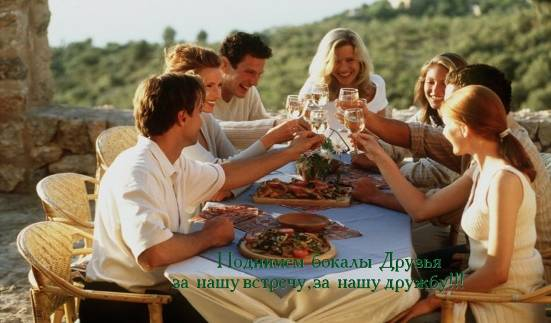 Поднимем бокалы Друзья
за нашу встречу,за нашу дружбу!!!